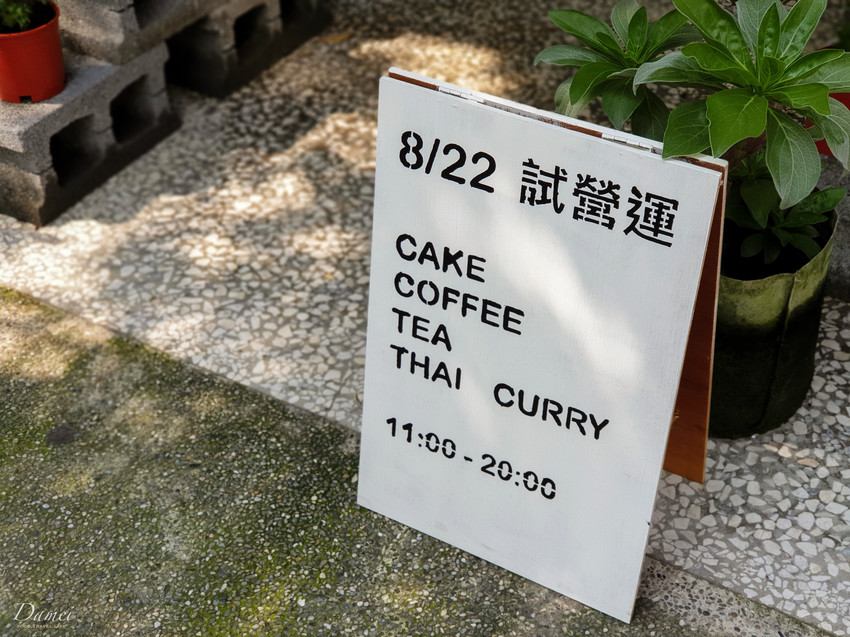 8/22 試營運
CAKE
COFFEE
TEA
THAI CURRY
11:00 - 20:00
Damei